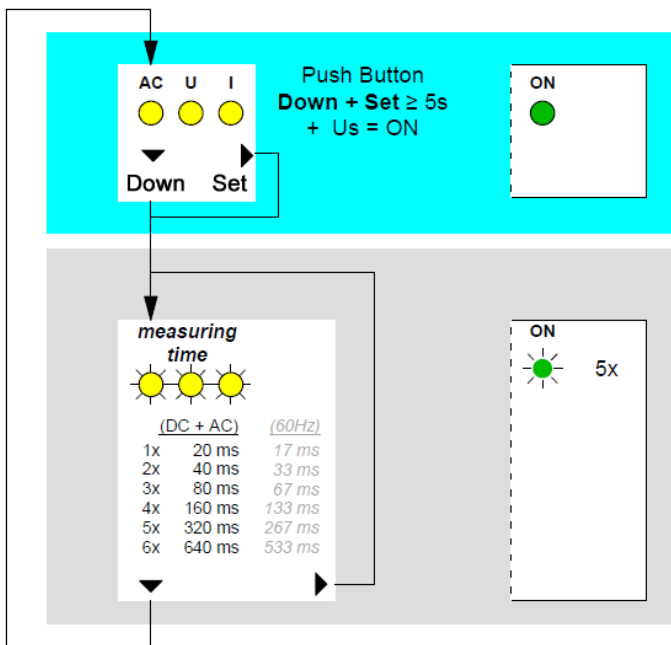 AC U I
Push Button
Down + Set ≥ 5s
+ Us = ON
ON
Down Set
measuring
time
ON
5x
(DC + AC) (60Hz)
1x 20 ms 17 ms
2x 40 ms 33 ms
3x 80 ms 67 ms
4x 160 ms 133 ms
5x 320 ms 267 ms
6x 640 ms 533 ms